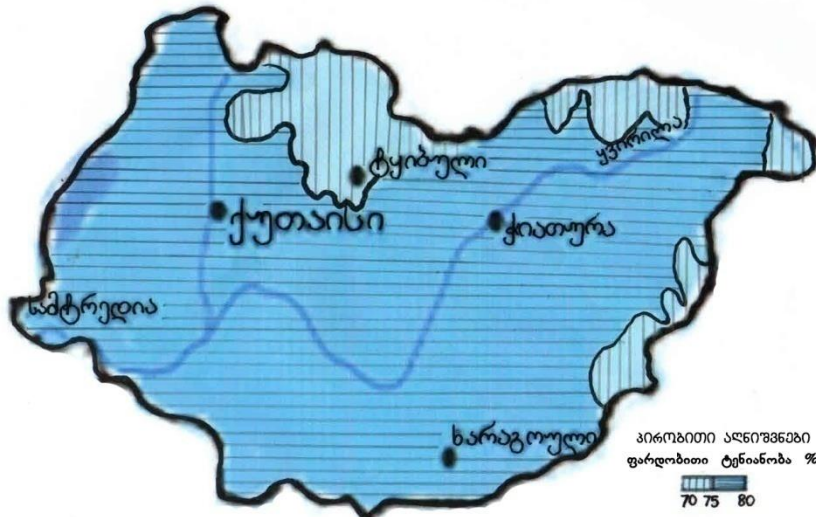 ტყიბული
ყვირილა
ქუთაისი
ჭიათურა
სამტრედია
ხარაგოული
პირობითი აღნიშვნები
ფარდობითი ტენიანობა %
70 75 80